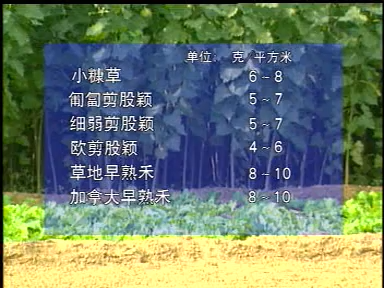 单位： 克 平方米
小糠草 6～8
匍匐剪股颖 5～7
细弱剪股颖 5～7
欧剪股颖 4～6
草地早熟禾 8～10
加拿大早熟禾 8～10